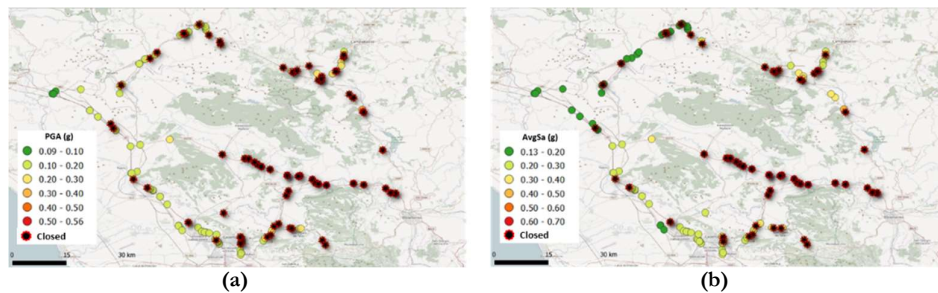 PGA (g)
0.09 - 0.10
0.10 - 0.20
0.20 - 0.30
0.30 - 0.40
0.40 - 0.50
0.50 - 0.56
Closed
0 15 30 km
(a)
AvgSa (g)
0.13 - 0.20
0.20 - 0.30
0.30 - 0.40
0.40 - 0.50
0.50 - 0.60
0.60 - 0.70
Closed
0 15 30 km
(b)